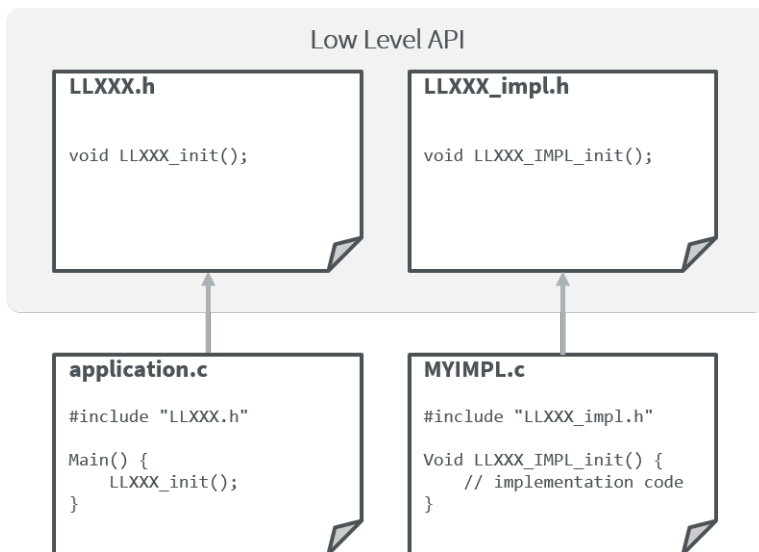 Low Level API
LLXXX.h
void LLXXX_init();
LLXXX_impl.h
void LLXXX_IMPL_init();
application.c
#include "LLXXX.h"
Main() {
    LLXXX_init();
}
MYIMPL.c
#include "LLXXX_impl.h"
Void LLXXX_IMPL_init() {
    // implementation code
}